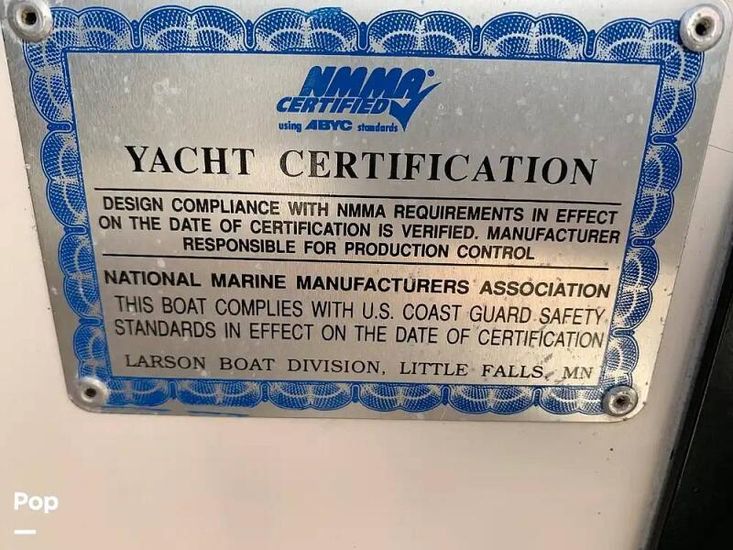 NMMA®
CERTIFIED
using ABYC standards
YACHT CERTIFICATION
DESIGN COMPLIANCE WITH NMMA REQUIREMENTS IN EFFECT
ON THE DATE OF CERTIFICATION IS VERIFIED. MANUFACTURER
RESPONSIBLE FOR PRODUCTION CONTROL
NATIONAL MARINE MANUFACTURERS ASSOCIATION
THIS BOAT COMPLIES WITH U.S. COAST GUARD SAFETY
STANDARDS IN EFFECT ON THE DATE OF CERTIFICATION
LARSON BOAT DIVISION, LITTLE FALLS, MN
Pop